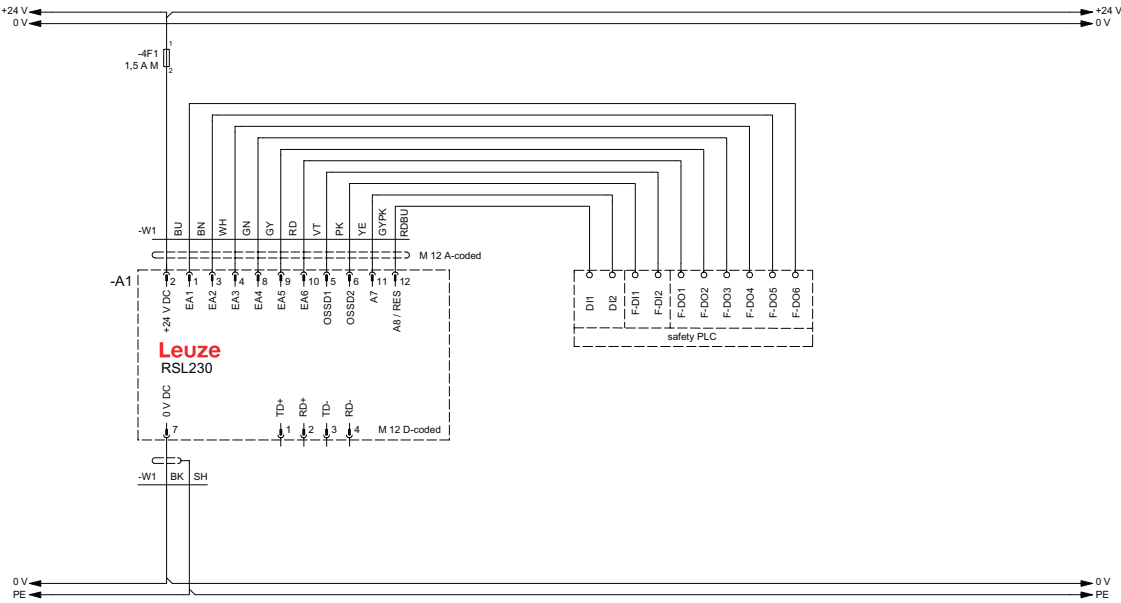 +24 V
+24 V
0 V
0 V
-4F1
1
1,5 A M
2
-W1
BU
BN
WH
GN
GY
RD
VT
PK
YE
GYPK
RDBU
M 12 A-coded
-A1
2
1
3
4
8
9
10
5
6
11
12
+24 V DC
EA1
EA2
EA3
EA4
EA5
EA6
OSSD1
OSSD2
A7
A8 / RES
DI1
DI2
F-DI1
F-DI2
F-DO1
F-DO2
F-DO3
F-DO4
F-DO5
F-DO6
safety PLC
Leuze
RSL230
0 V DC
TD+
RD+
TD-
RD-
7
1
2
3
4
M 12 D-coded
-W1
BK
SH
0 V
0 V
PE
PE